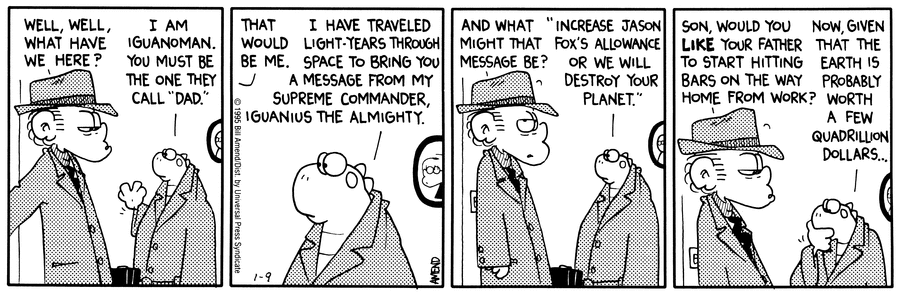 WELL, WELL,
WHAT HAVE
WE HERE?
I AM
IGUANOMAN.
YOU MUST BE
THE ONE THEY
CALL "DAD."
THAT
WOULD
BE ME.
I HAVE TRAVELED
LIGHT-YEARS THROUGH
SPACE TO BRING YOU
A MESSAGE FROM MY
SUPREME COMMANDER,
IGUANIUS THE ALMIGHTY.
© 1995 Bill Amend/Dist. by Universal Press Syndicate
1-9
AMEND
AND WHAT
MIGHT THAT
MESSAGE BE?
"INCREASE JASON
FOX'S ALLOWANCE
OR WE WILL
DESTROY YOUR
PLANET."
SON, WOULD YOU
LIKE YOUR FATHER
TO START HITTING
BARS ON THE WAY
HOME FROM WORK?
NOW, GIVEN
THAT THE
EARTH IS
PROBABLY
WORTH
A FEW
QUADRILLION
DOLLARS...